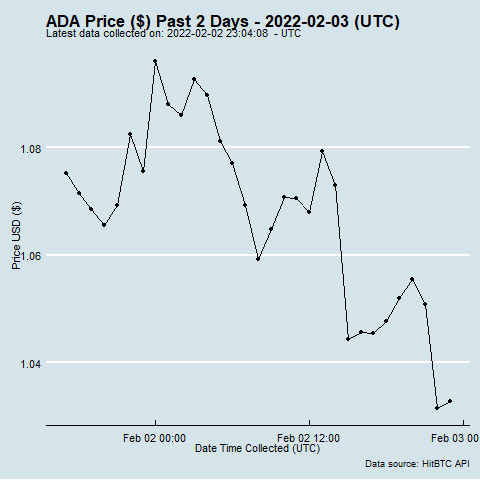 ADA Price ($) Past 2 Days - 2022-02-03 (UTC)
Latest data collected on: 2022-02-02 23:04:08 - UTC
1.08
1.06
1.04
Price USD ($)
Feb 02 00:00
Feb 02 12:00
Feb 03 00
Date Time Collected (UTC)
Data source: HitBTC API